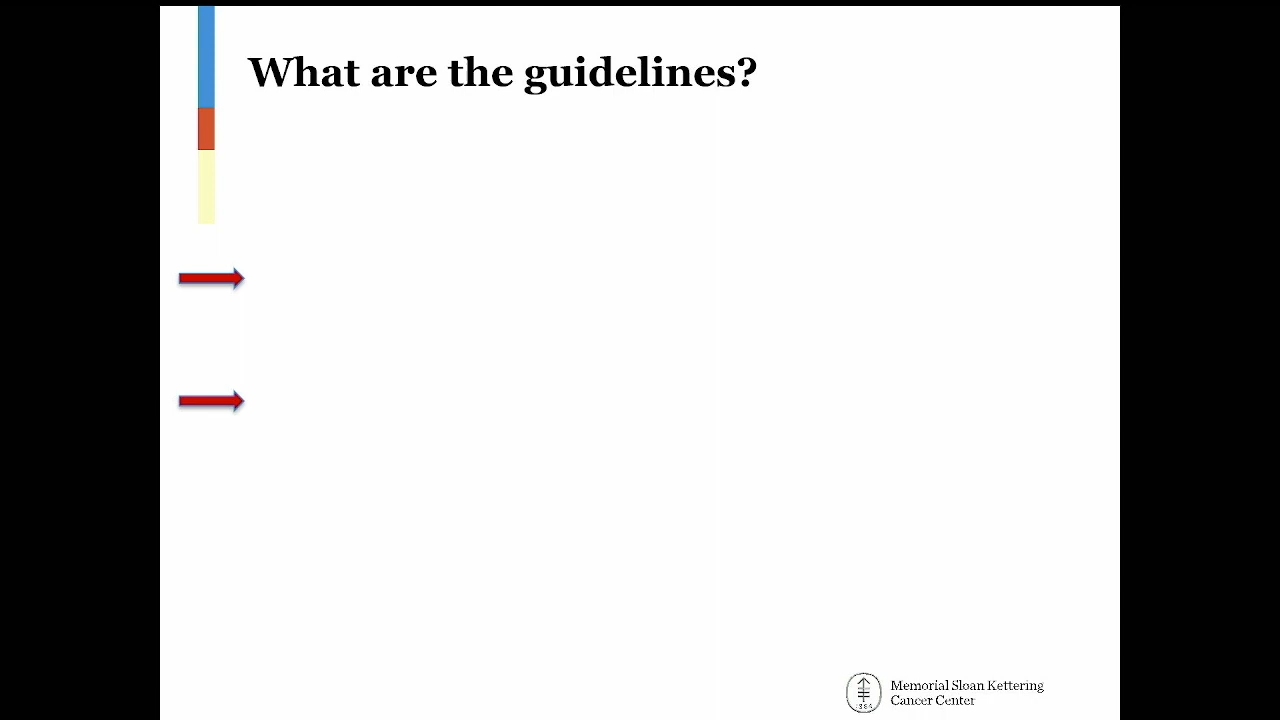 What are the guidelines?
Memorial Sloan Kettering
Cancer Center